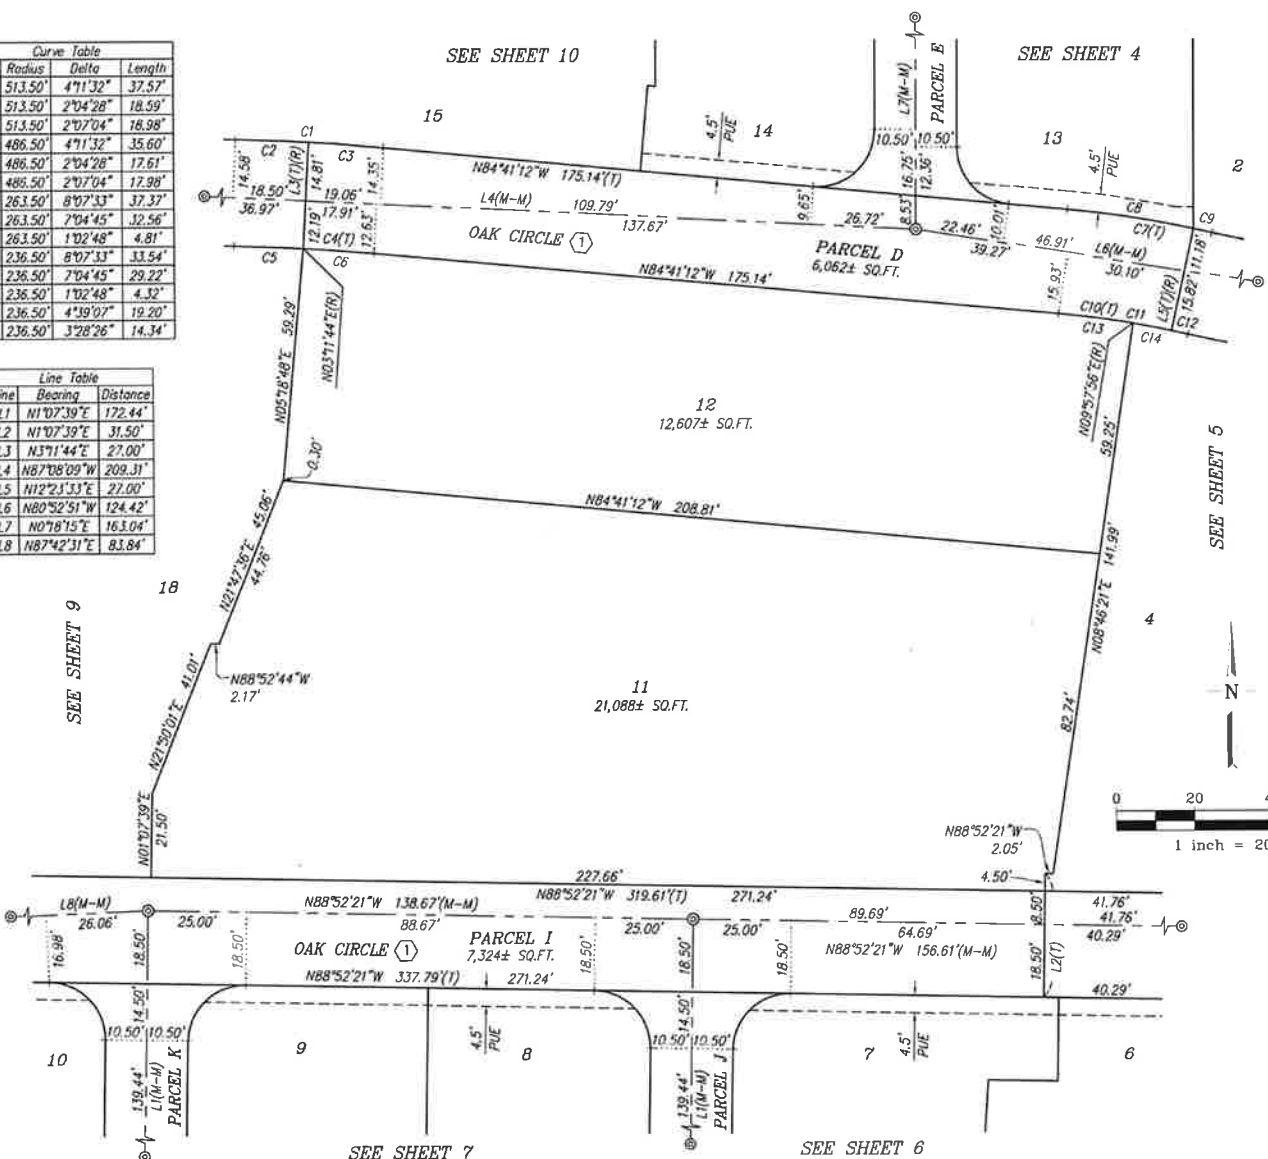 Curve Table
Radius Delta Length
513.50' 4°11'32" 37.57'
513.50' 2°04'28" 18.59'
513.50' 2°07'04" 18.98'
486.50' 4°11'32" 35.60'
486.50' 2°04'28" 17.61'
486.50' 2°07'04" 17.98'
263.50' 8°07'33" 37.37'
263.50' 7°04'45" 32.56'
263.50' 1°02'48" 4.81'
236.50' 8°07'33" 33.54'
236.50' 7°04'45" 29.22'
236.50' 1°02'48" 4.32'
236.50' 4°39'07" 19.20'
236.50' 3°28'26" 14.34'
Line Table
ine Bearing Distance
L1 N1°07'39"E 172.44'
L2 N1°07'39"E 31.50'
L3 N3°11'44"E 27.00'
L4 N87°08'09"W 209.31'
L5 N12°23'33"E 27.00'
L6 N80°52'51"W 124.42'
L7 N0°18'15"E 163.04'
L8 N87°42'31"E 83.84'
SEE SHEET 10
SEE SHEET 4
PARCEL E
L7(M-M)
15
14
13
2
4.5'
PUE
4.5'
PUE
10.50' 10.50'
C1
C2
C3
14.58'
L3(T)(R)
14.81'
14.35'
N84°41'12"W 175.14'(T)
16.75'
12.36'
9.65'
8.53'
10.01'
C8
C7(T)
C9
18.50'
36.97'
19.06'
17.91'
L4(M-M)
109.79'
137.67'
26.72'
22.46'
39.27'
46.91'
L6(M-M)
30.10'
11.18'
15.82'
L5(T)(R)
12.19'
12.63'
C4(T)
C5
C6
OAK CIRCLE 1
PARCEL D
6,062± SQ.FT.
N84°41'12"W 175.14'
15.93'
C10(T)
C11
C12
C13
C14
N05°18'48"E 59.29'
N03°11'44"E(R)
N09°57'56"E(R)
59.25'
12
12,607± SQ.FT.
0.30'
N84°41'12"W 208.81'
SEE SHEET 5
N21°47'36"E 45.06'
44.76'
N08°46'21"E 141.99'
18
4
SEE SHEET 9
N88°52'44"W
2.17'
11
21,088± SQ.FT.
N21°50'01"E 41.01'
82.74'
N
N01°07'39"E
21.50'
0 20 4
1 inch = 20
N88°52'21"W
2.05'
4.50'
227.66'
N88°52'21"W 319.61'(T) 271.24'
L8(M-M)
26.06'
25.00'
N88°52'21"W 138.67'(M-M)
88.67'
25.00'
25.00'
89.69'
64.69'
N88°52'21"W 156.61'(M-M)
18.50'
18.50'
L2(T)
41.76'
41.76'
40.29'
40.29'
16.98'
18.50'
18.50'
OAK CIRCLE 1
PARCEL I
7,324± SQ.FT.
18.50'
18.50'
18.50'
N88°52'21"W 337.79'(T) 271.24'
14.50'
14.50'
10.50' 10.50'
10.50' 10.50'
4.5'
PUE
4.5'
PUE
10
9
8
7
6
139.44'
L1(M-M)
PARCEL K
139.44'
L1(M-M)
PARCEL J
SEE SHEET 7
SEE SHEET 6